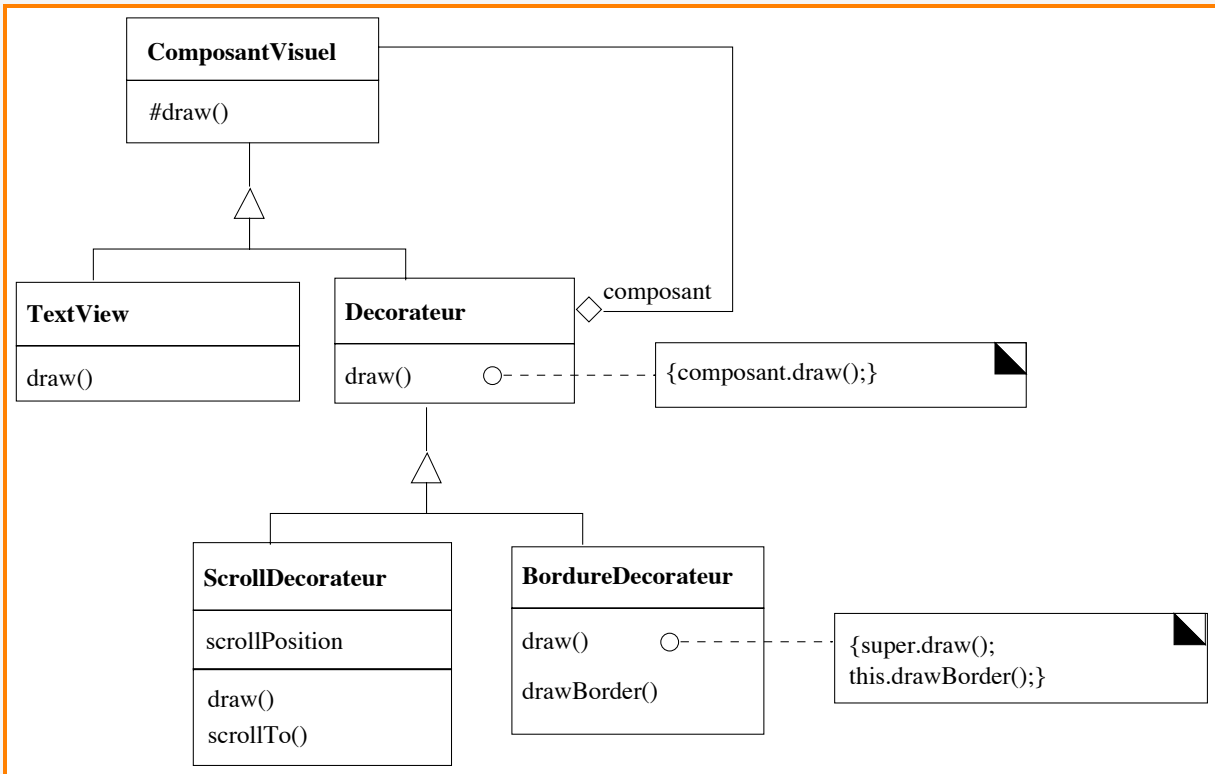 ComposantVisuel
#draw()
TextView
draw()
Decorateur
draw()
composant
{composant.draw();}
ScrollDecorateur
scrollPosition
draw()
scrollTo()
BordureDecorateur
draw()
drawBorder()
{super.draw();
this.drawBorder();}